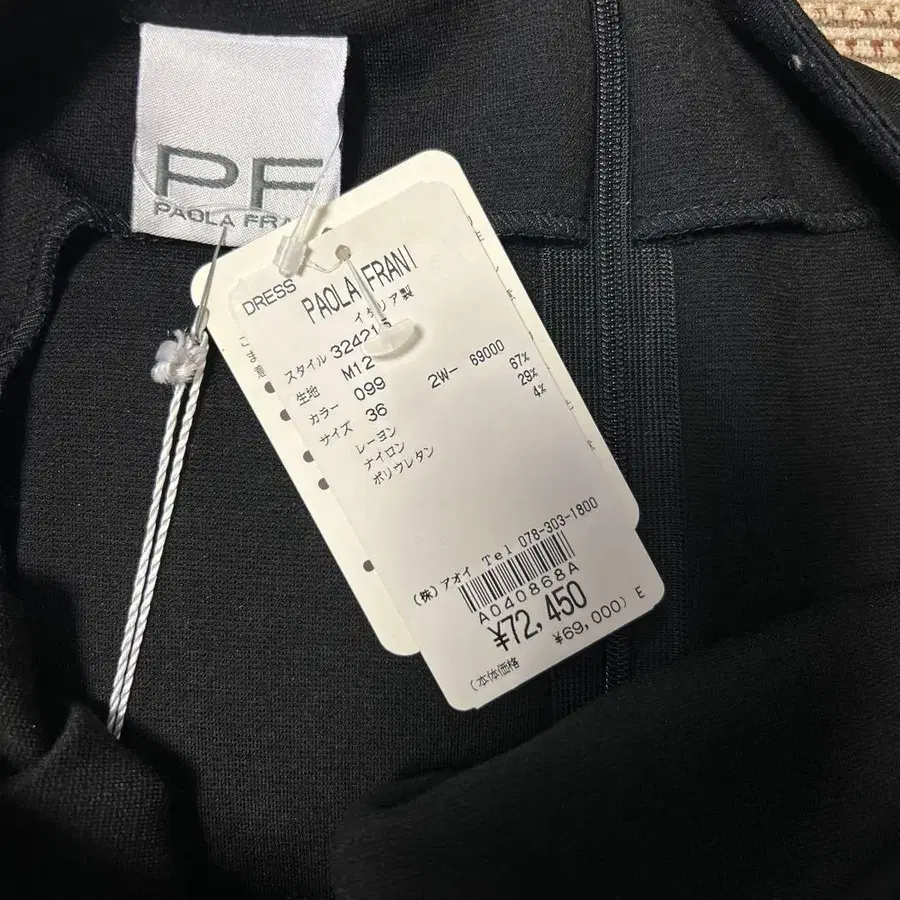 PF
PAOLA FRA
DRESS
PAOLA FRANI
イタリア製
スタイル 324215
生地 M12
カラー 099 2W- 69000
サイズ 36
レーヨン 67%
ナイロン 29%
ポリウレタン 4%
(株)アオイ Tel 078-303-1800
A040868A
¥72,450
(本体価格 ¥69,000) E